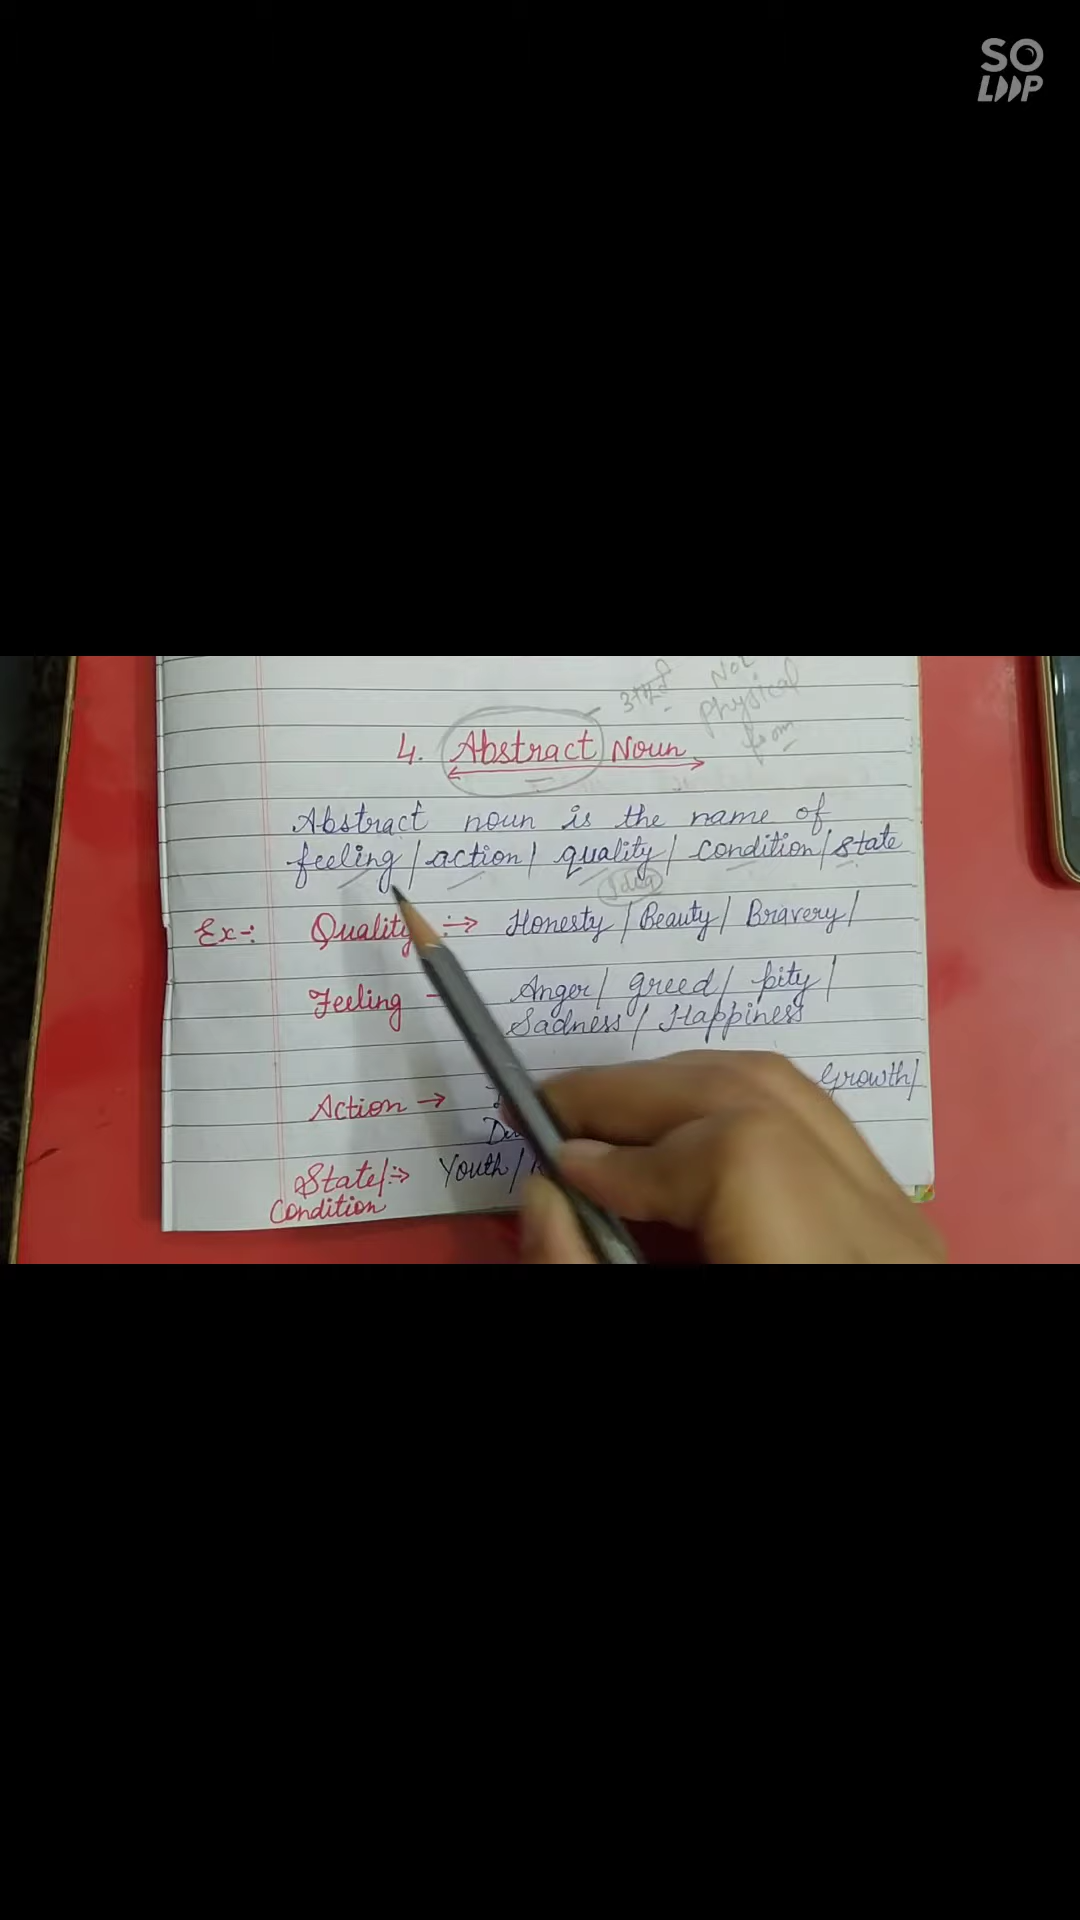 SO
LOOP
अमूर्त
Not
physical
from
4. Abstract Noun
Abstract noun is the name of
feeling / action / quality / condition / state
Idea
Ex-: Quality :→ Honesty / Beauty / Bravery /
Feeling - Anger / greed / pity /
Sadness / Happiness
Action → Growth /
State/ :→ Youth /
Condition